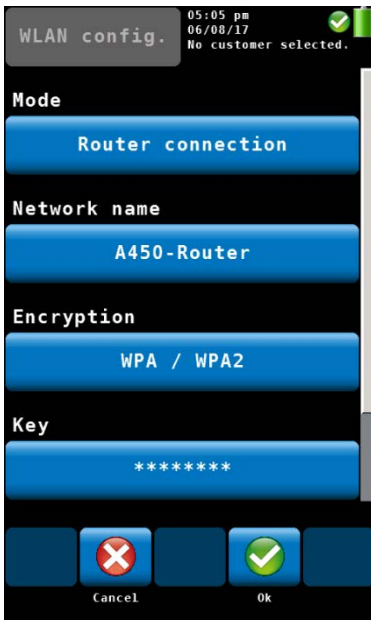 WLAN config.
05:05 pm
06/08/17
No customer selected.
Mode
Router connection
Network name
A450-Router
Encryption
WPA / WPA2
Key
********
Cancel
Ok